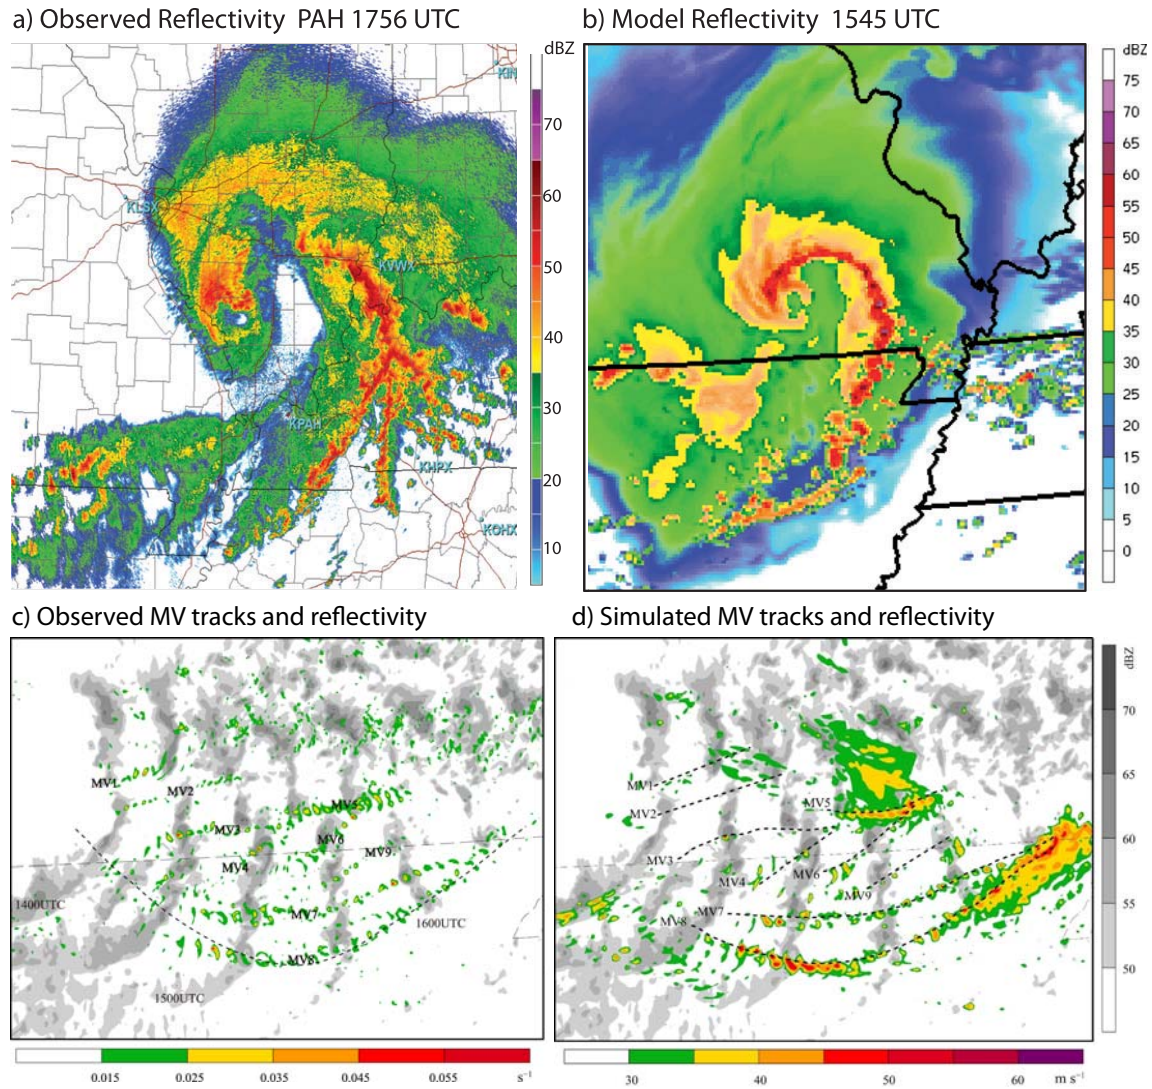 a) Observed Reflectivity PAH 1756 UTC
b) Model Reflectivity 1545 UTC
dBZ
70
60
50
40
30
20
10
KIN
KLSX
KVWX
KPAH
KHPX
KOHX
dBZ
75
70
65
60
55
50
45
40
35
30
25
20
15
10
5
0
c) Observed MV tracks and reflectivity
d) Simulated MV tracks and reflectivity
MV1
MV2
MV5
MV3
MV6
MV9
MV4
1400UTC
MV7
1600UTC
MV8
1500UTC
MV1
MV5
MV2
MV3
MV6
MV4
MV9
MV7
MV8
dBZ
70
65
60
55
50
0.015 0.025 0.035 0.045 0.055 s⁻¹
30 40 50 60 m s⁻¹